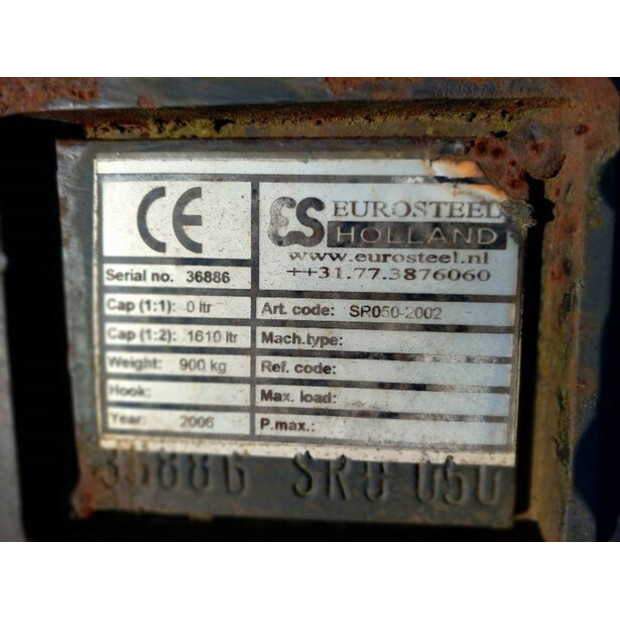 CE
ES EUROSTEEL
HOLLAND
www.eurosteel.nl
++31.77.3876060
Serial no. 36886
Cap (1:1): 0 ltr
Cap (1:2): 1610 ltr
Weight: 900 kg
Hook:
Year: 2006
Art. code: SR050-2002
Mach.type:
Ref. code:
Max. load:
P.max.:
36886 SRU 050